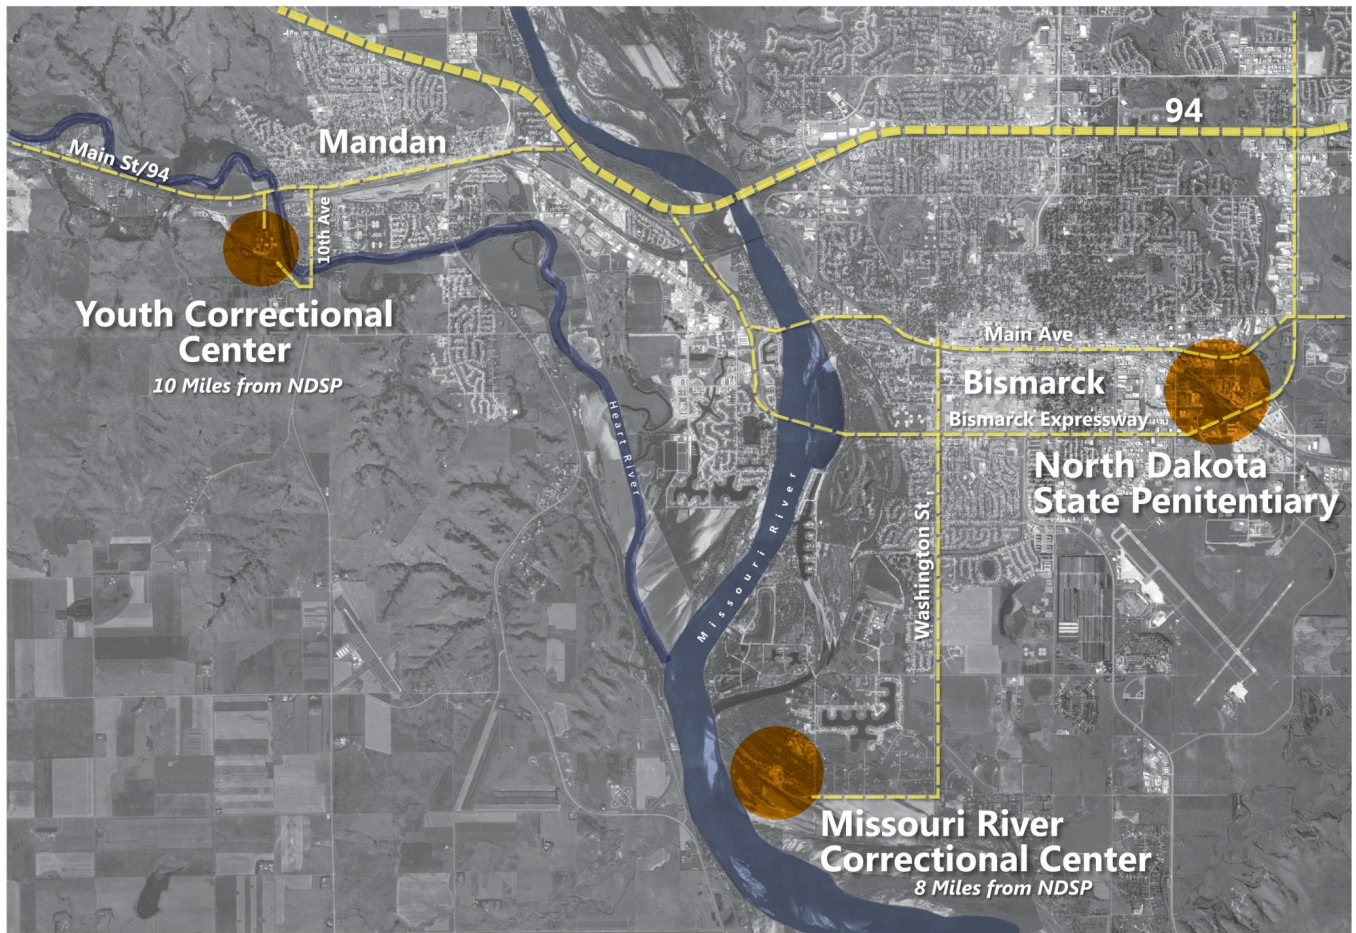 94
Mandan
Main St/94
10th Ave
Youth Correctional
Center
10 Miles from NDSP
Main Ave
Bismarck
Bismarck Expressway
North Dakota
State Penitentiary
Heart River
Missouri River
Washington St
Missouri River
Correctional Center
8 Miles from NDSP